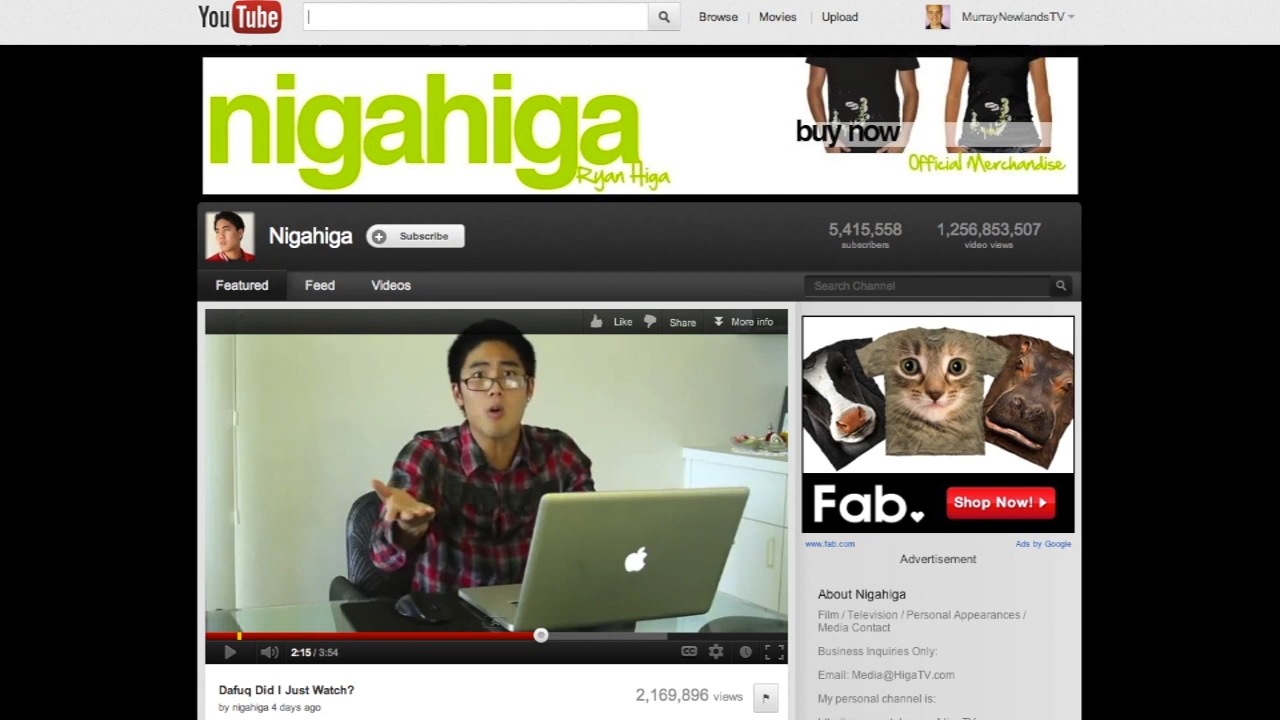 YouTube
Browse
Movies
Upload
MurrayNewlandsTV
nigahiga
Ryan Higa
buy now
Official Merchandise
Nigahiga
Subscribe
5,415,558
subscribers
1,256,853,507
video views
Featured
Feed
Videos
Search Channel
Like
Share
More info
Fab.
Shop Now!
www.fab.com
Ads by Google
Advertisement
2:15 / 3:54
CC
Dafuq Did I Just Watch?
by nigahiga 4 days ago
2,169,896 views
About Nigahiga
Film / Television / Personal Appearances /
Media Contact
Business Inquiries Only:
Email: Media@HigaTV.com
My personal channel is: